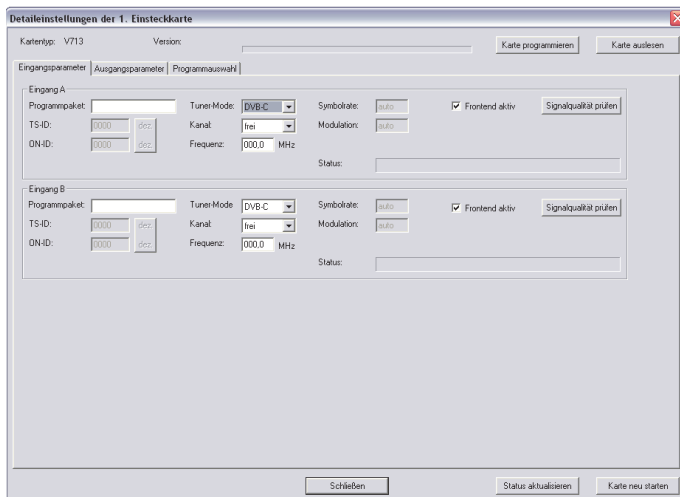 Detaileinstellungen der 1. Einsteckkarte
Kartentyp: V713 Version: Karte programmieren Karte auslesen
Eingangsparameter Ausgangsparameter Programmauswahl
Eingang A
Programmpaket: Tuner-Mode: DVB-C Symbolrate: auto Frontend aktiv Signalqualität prüfen
TS-ID: 0000 dez. Kanal: frei Modulation: auto
ON-ID: 0000 dez. Frequenz: 000,0 MHz
Status:
Eingang B
Programmpaket: Tuner-Mode DVB-C Symbolrate: auto Frontend aktiv Signalqualität prüfen
TS-ID: 0000 dez. Kanal: frei Modulation: auto
ON-ID: 0000 dez. Frequenz: 000,0 MHz
Status:
Schließen Status aktualisieren Karte neu starten